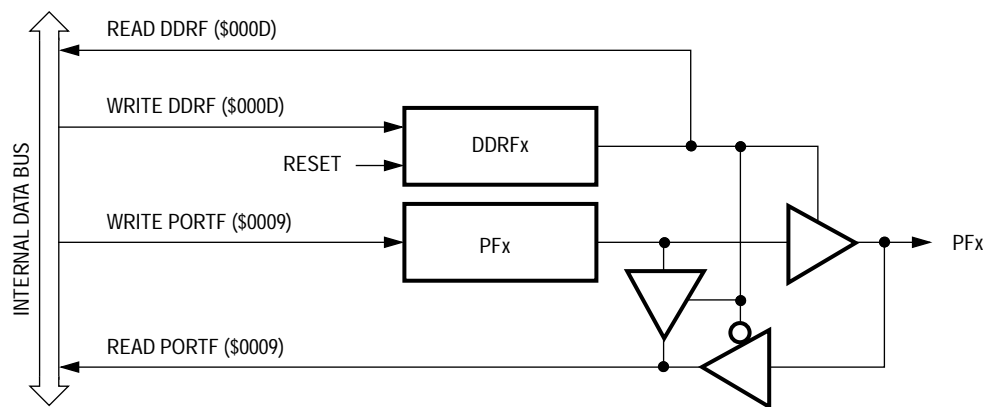 READ DDRF ($000D)
WRITE DDRF ($000D)
DDRFx
RESET
WRITE PORTF ($0009)
PFx
PFx
READ PORTF ($0009)
INTERNAL DATA BUS